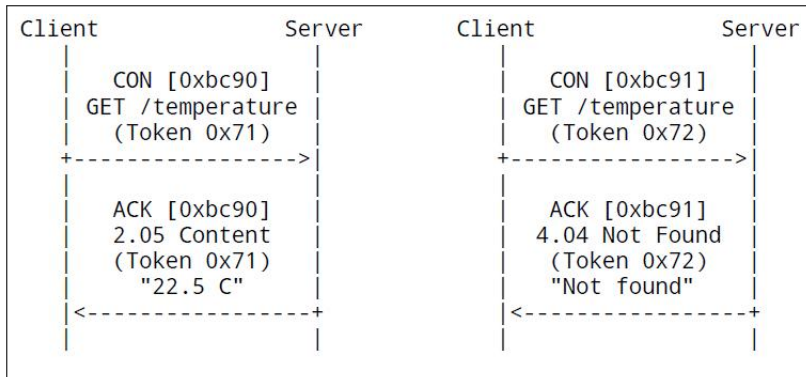 Client Server Client Server
CON [0xbc90] CON [0xbc91]
GET /temperature GET /temperature
(Token 0x71) (Token 0x72)
ACK [0xbc90] ACK [0xbc91]
2.05 Content 4.04 Not Found
(Token 0x71) (Token 0x72)
"22.5 C" "Not found"